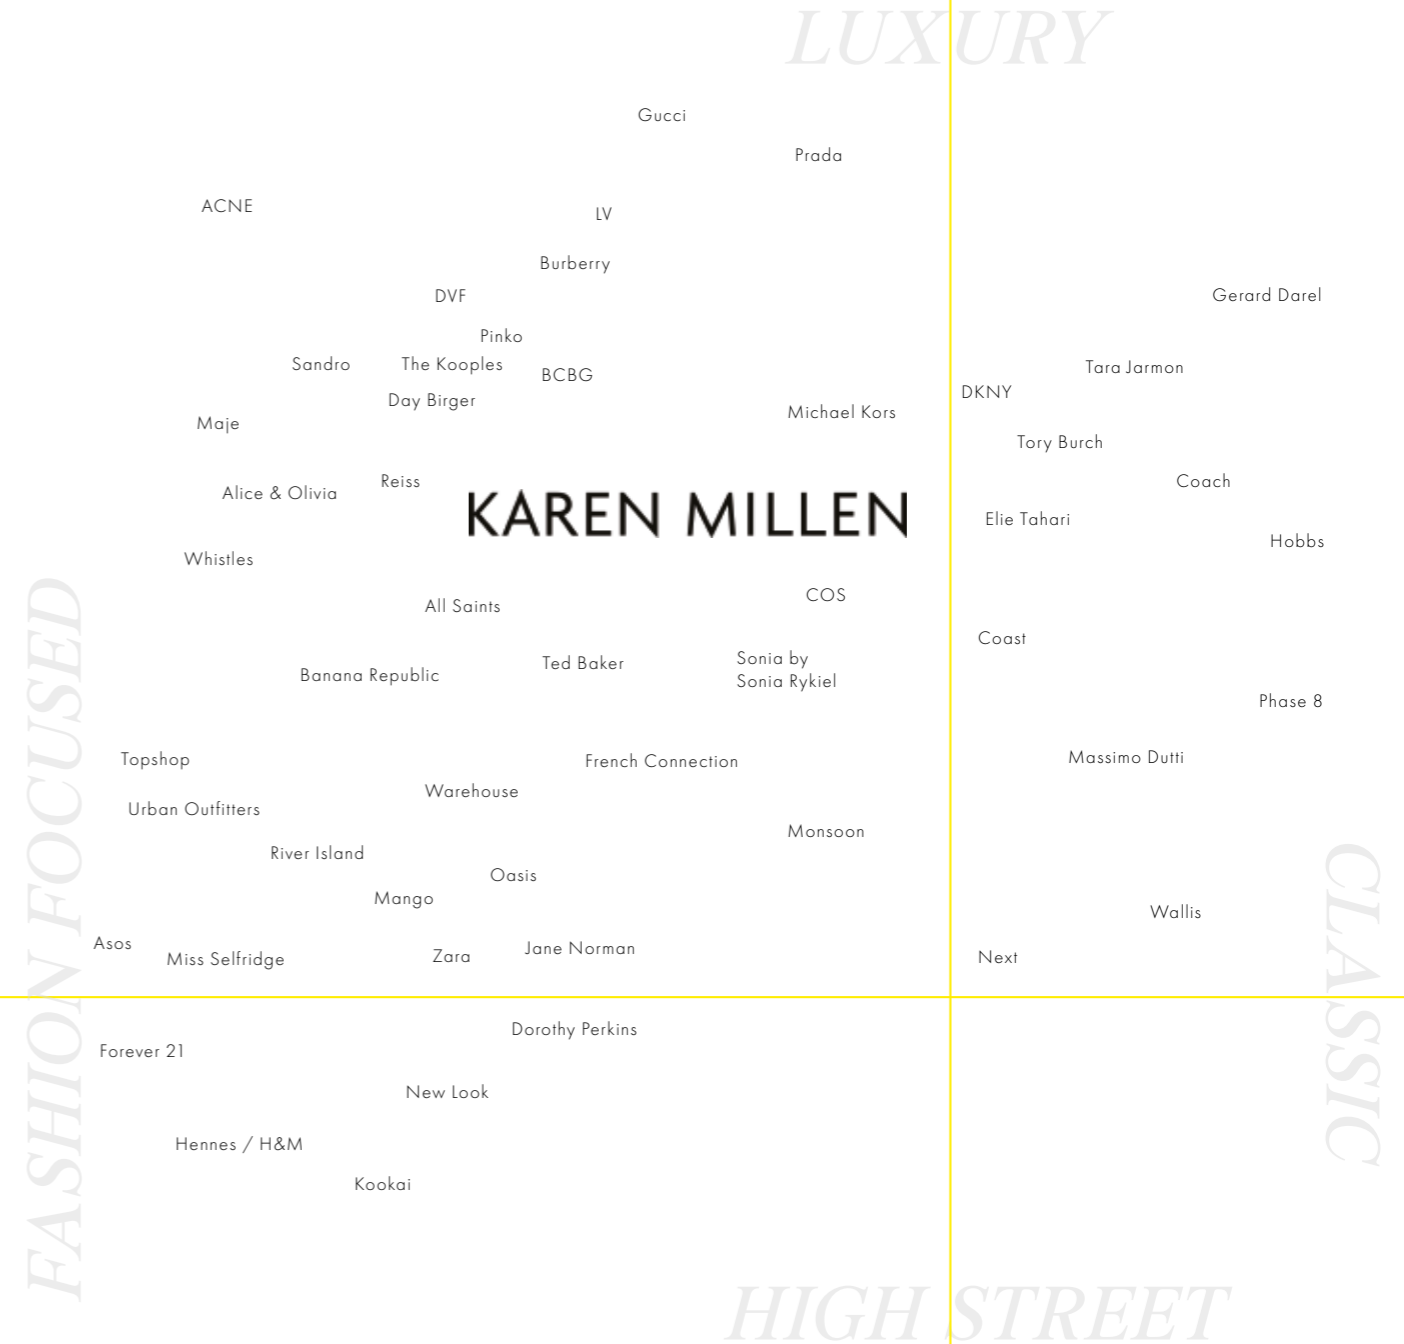 LUXURY
Gucci
Prada
ACNE
LV
Burberry
DVF
Gerard Darel
Pinko
Sandro
The Kooples
BCBG
Tara Jarmon
DKNY
Day Birger
Michael Kors
Maje
Tory Burch
Reiss
Coach
Alice & Olivia
KAREN MILLEN
Elie Tahari
Hobbs
Whistles
COS
All Saints
Coast
Ted Baker
Sonia by
Sonia Rykiel
Banana Republic
Phase 8
Massimo Dutti
Topshop
French Connection
Warehouse
Urban Outfitters
Monsoon
River Island
Oasis
Mango
Wallis
Asos
Jane Norman
Miss Selfridge
Zara
Next
FASHION FOCUSED
CLASSIC
Dorothy Perkins
Forever 21
New Look
Hennes / H&M
Kookai
HIGH STREET